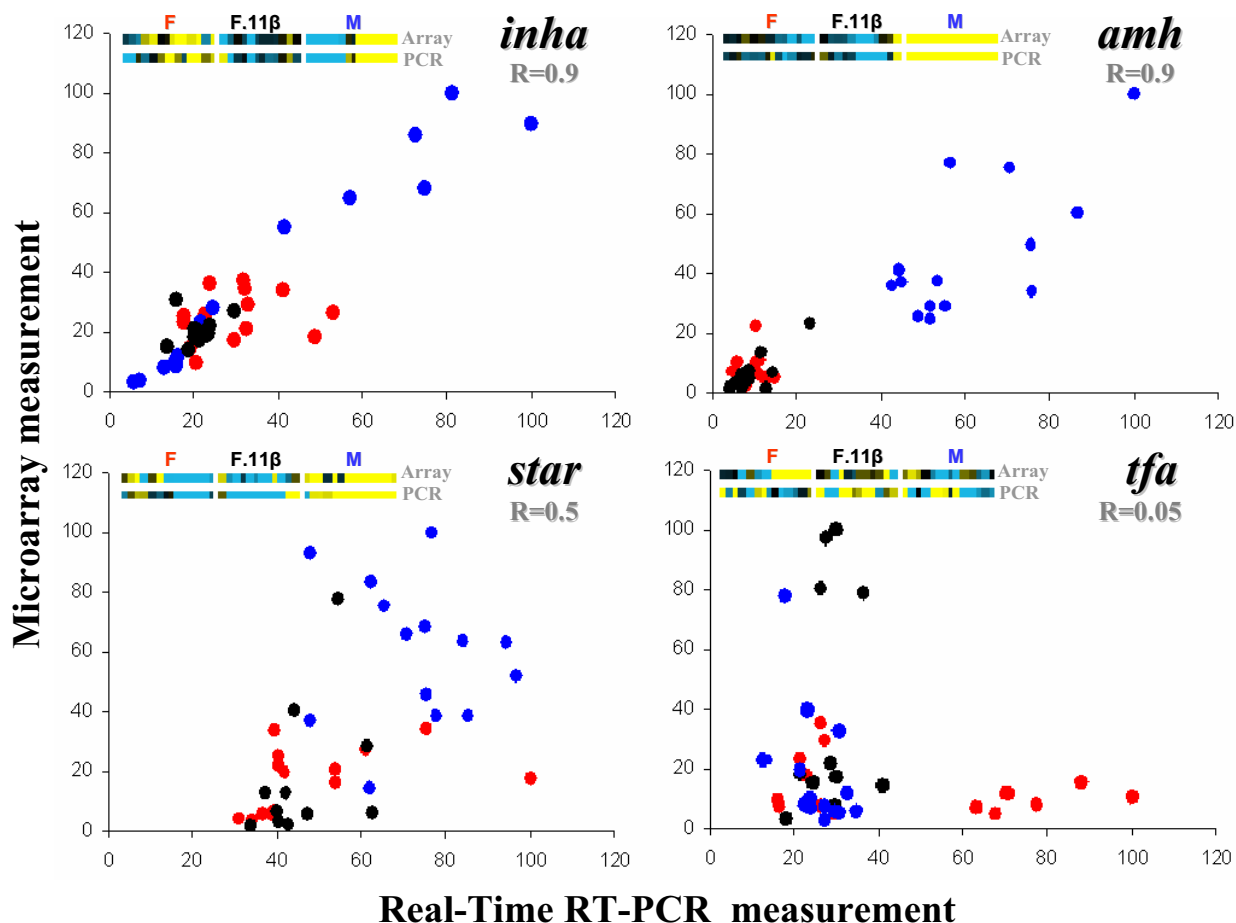 F F.11β M
Array
PCR
inha
R=0.9
120
100
80
60
40
20
0
0 20 40 60 80 100 120
F F.11β M
Array
PCR
amh
R=0.9
120
100
80
60
40
20
0
0 20 40 60 80 100 120
F F.11β M
Array
PCR
star
R=0.5
120
100
80
60
40
20
0
0 20 40 60 80 100 120
F F.11β M
Array
PCR
tfa
R=0.05
120
100
80
60
40
20
0
0 20 40 60 80 100 120
Microarray measurement
Real-Time RT-PCR measurement